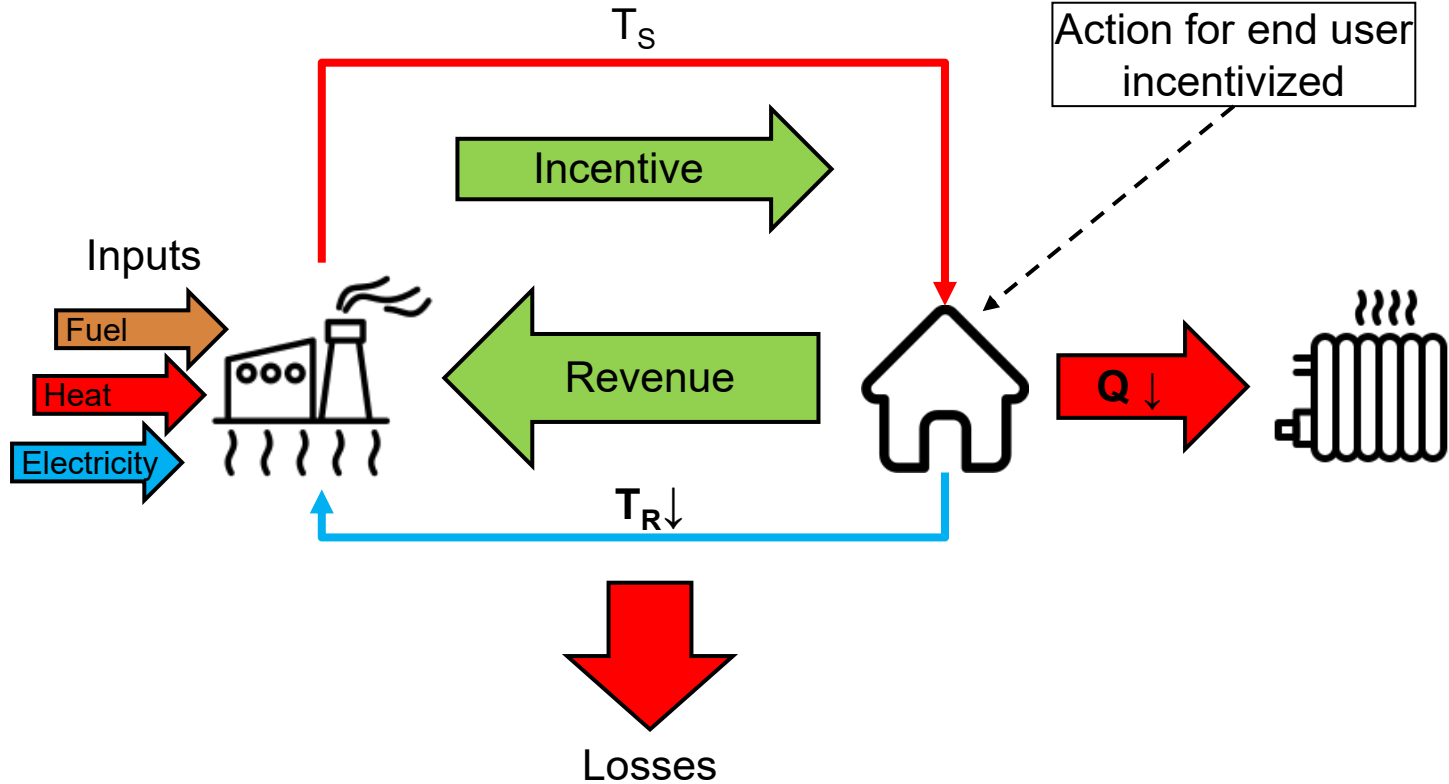 T_S
Action for end user
incentivized
Incentive
Inputs
Fuel
Heat
Electricity
Revenue
Q ↓
T_R↓
Losses